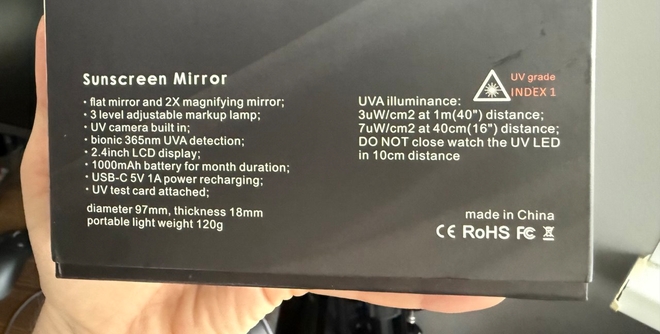 Sunscreen Mirror
· flat mirror and 2X magnifying mirror;
· 3 level adjustable markup lamp;
· UV camera built in;
· bionic 365nm UVA detection;
· 2.4inch LCD display;
· 1000mAh battery for month duration;
· USB-C 5V 1A power recharging;
· UV test card attached;
diameter 97mm, thickness 18mm
portable light weight 120g
UV grade
INDEX 1
UVA illuminance:
3uW/cm2 at 1m(40") distance;
7uW/cm2 at 40cm(16") distance;
DO NOT close watch the UV LED
in 10cm distance
made in China
CE RoHS FC